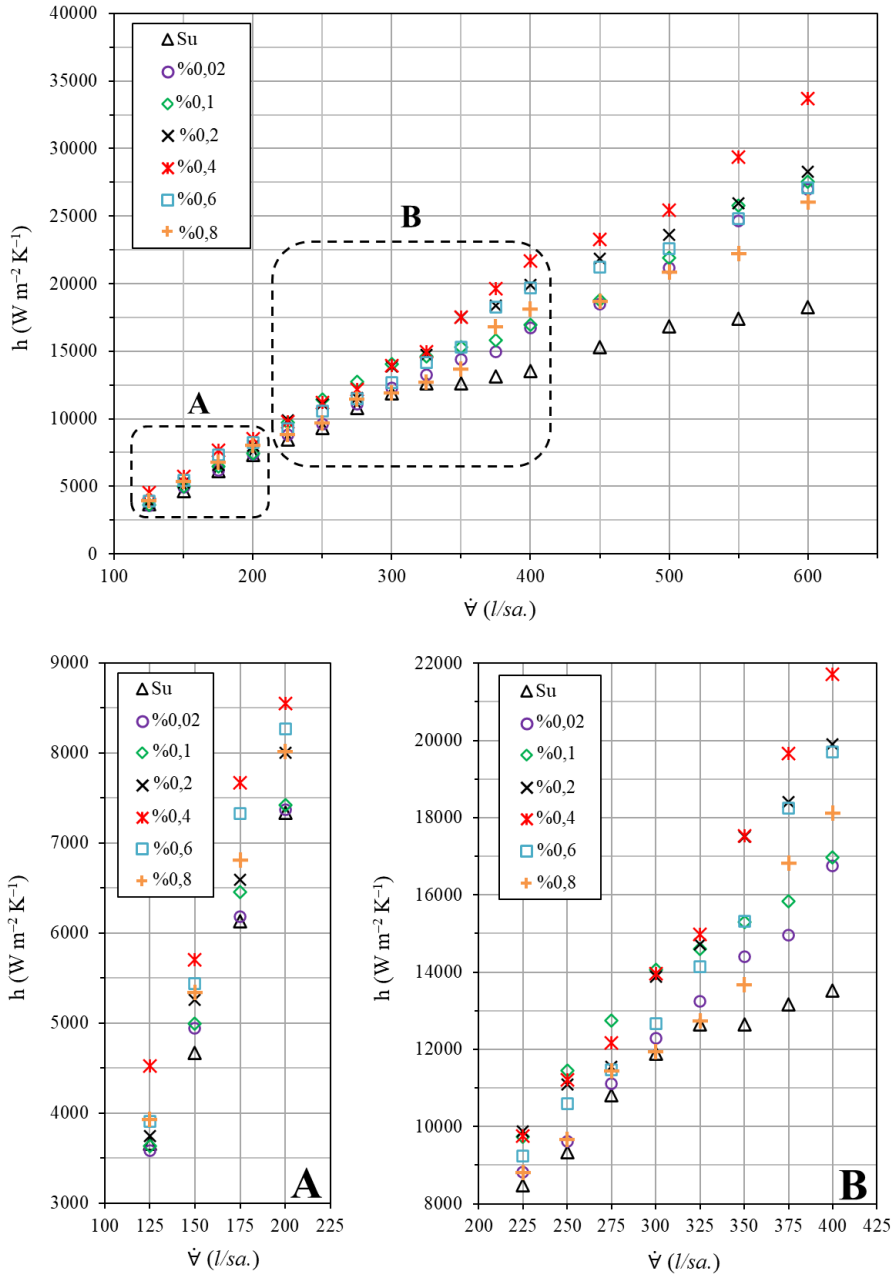 40000
35000
30000
25000
20000
15000
10000
5000
0
h (W m⁻² K⁻¹)
Su
%0,02
%0,1
%0,2
%0,4
%0,6
%0,8
A
B
100 200 300 400 500 600
V̇ (l/sa.)
9000
8000
7000
6000
5000
4000
3000
h (W m⁻² K⁻¹)
Su
%0,02
%0,1
%0,2
%0,4
%0,6
%0,8
A
100 125 150 175 200 225
V̇ (l/sa.)
22000
20000
18000
16000
14000
12000
10000
8000
h (W m⁻² K⁻¹)
Su
%0,02
%0,1
%0,2
%0,4
%0,6
%0,8
B
200 225 250 275 300 325 350 375 400 425
V̇ (l/sa.)